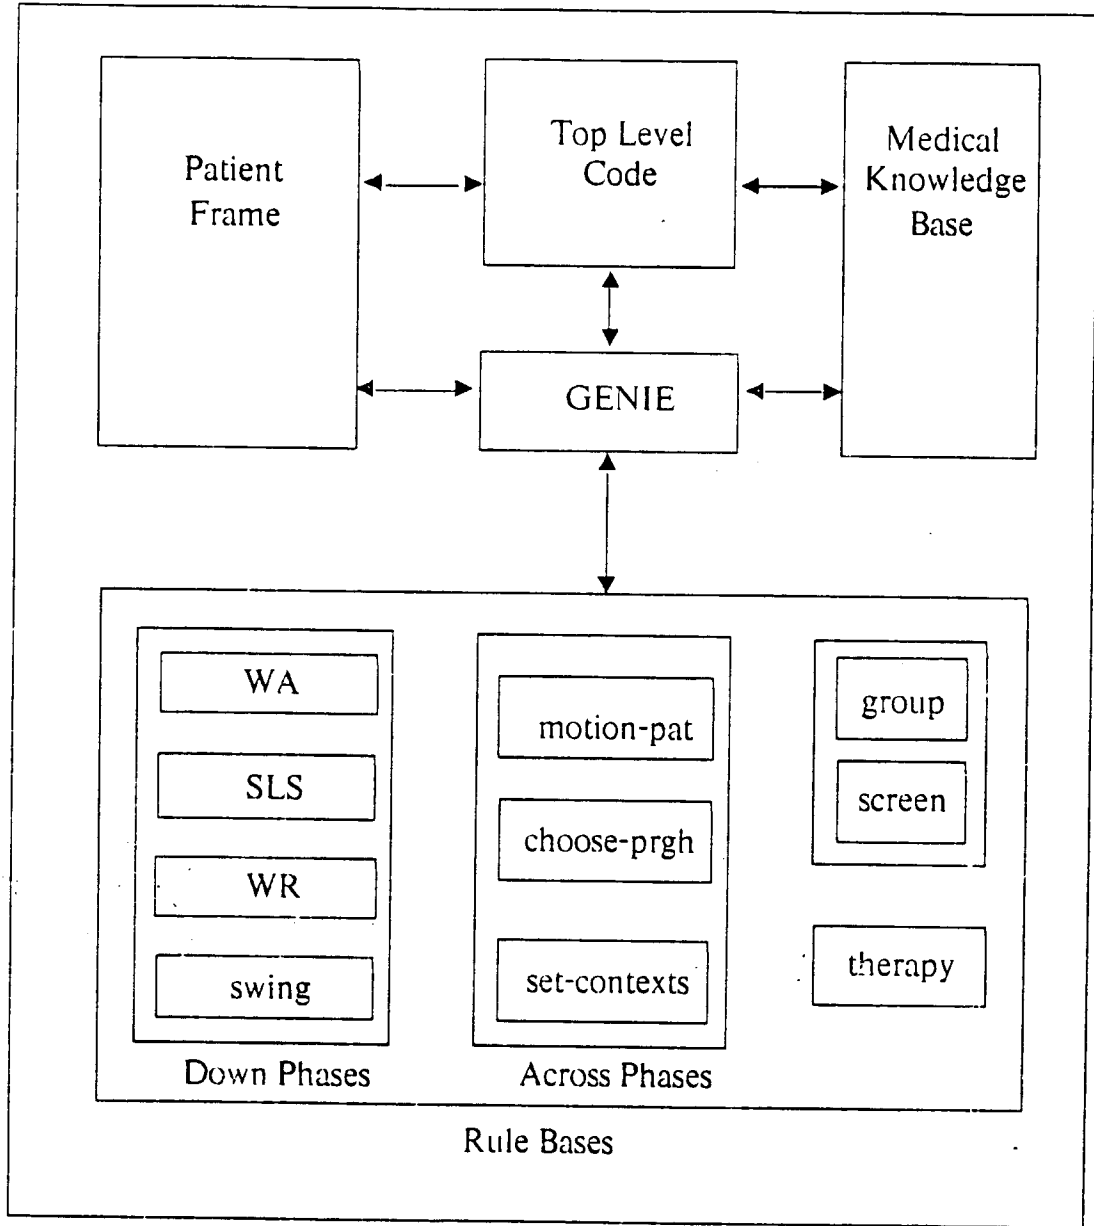 Patient
Frame
Top Level
Code
Medical
Knowledge
Base
GENIE
WA
SLS
WR
swing
Down Phases
motion-pat
choose-prgh
set-contexts
Across Phases
group
screen
therapy
Rule Bases